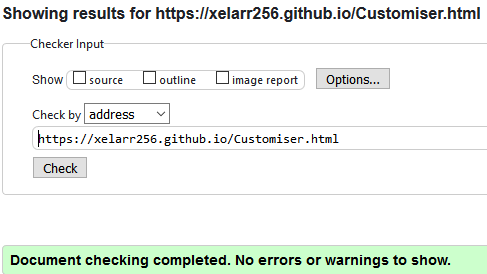 Showing results for https://xelarr256.github.io/Customiser.html
Checker Input
Show source outline image report Options...
Check by address
https://xelarr256.github.io/Customiser.html
Check
Document checking completed. No errors or warnings to show.